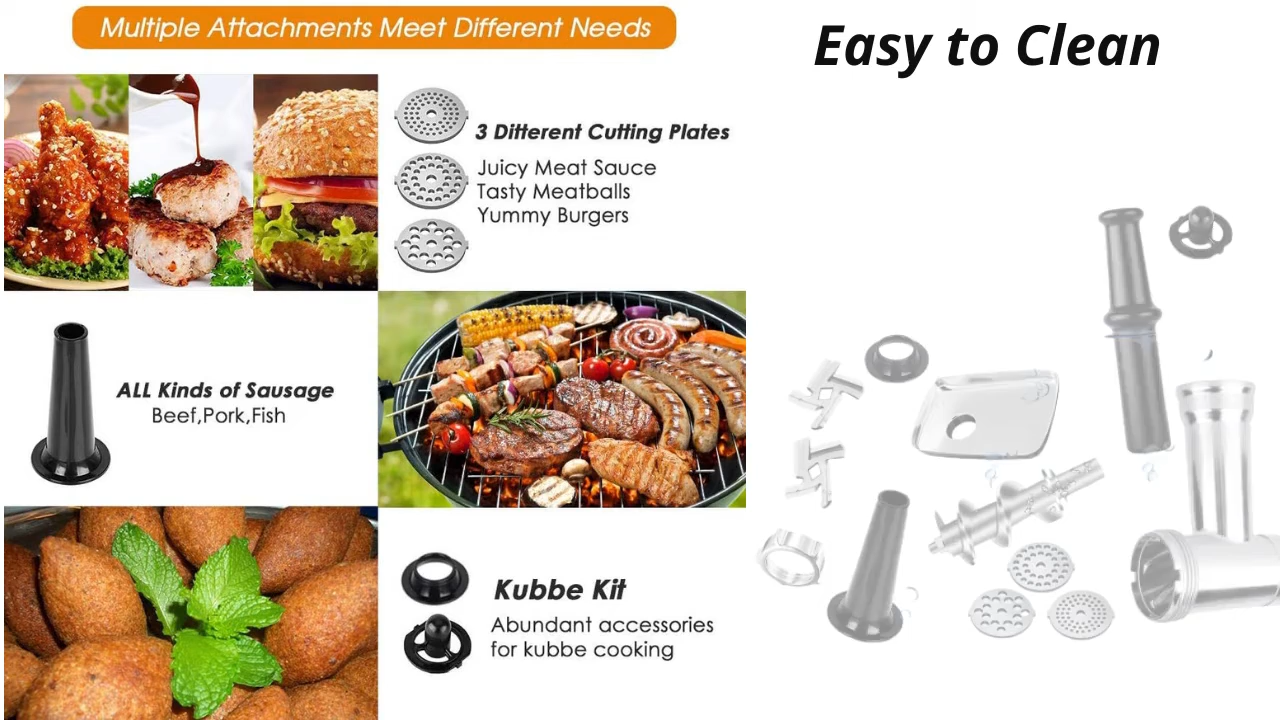 Multiple Attachments Meet Different Needs
Easy to Clean
3 Different Cutting Plates
Juicy Meat Sauce
Tasty Meatballs
Yummy Burgers
ALL Kinds of Sausage
Beef,Pork,Fish
Kubbe Kit
Abundant accessories
for kubbe cooking